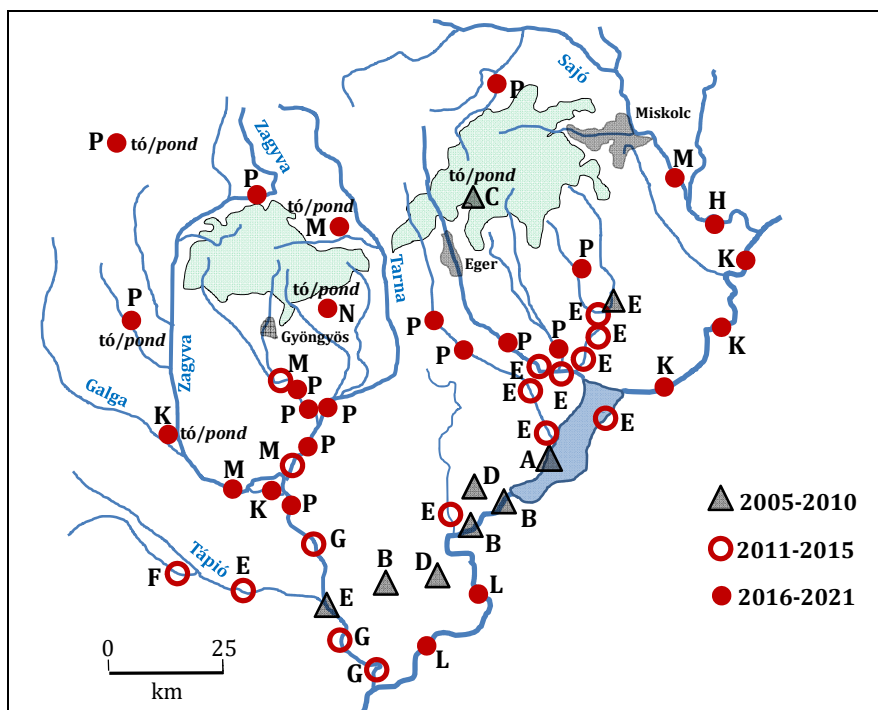 Sajó
P
Miskolc
Zagyva
P
tó/pond
M
P
tó/pond
C
tó/pond
M
H
Tarna
Eger
P
K
P
tó/pond
tó/pond
N
E
E
P
Gyöngyös
P
P
P
E
K
Zagyva
M
P
E
E
E
K
Galga
P
P
E
K
tó/pond
P
E
E
M
A
M
K
P
D
B
2005-2010
E
B
2011-2015
Tápió
G
F
E
B
D
2016-2021
E
L
0
25
G
L
km
G